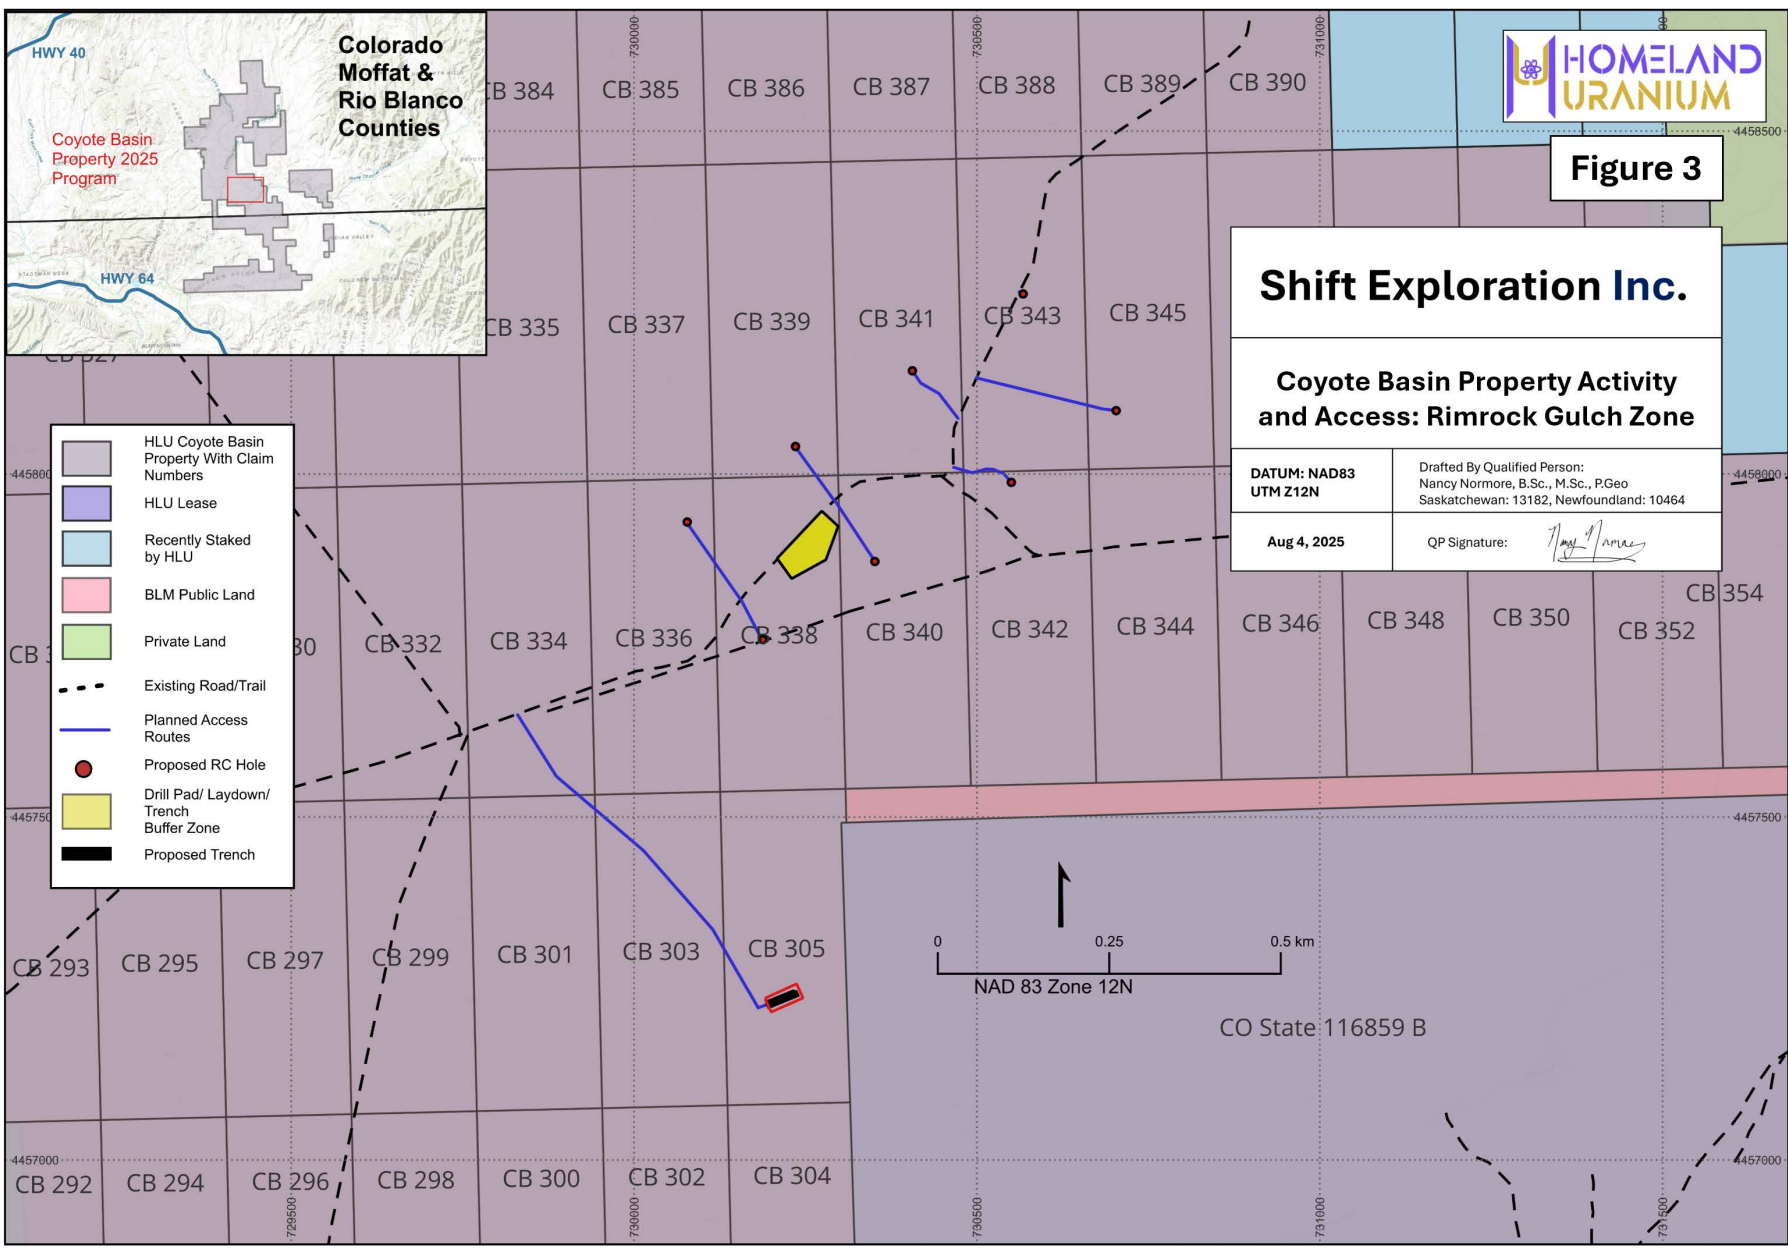 HWY 40
Colorado
Moffat &
Rio Blanco
Counties
Coyote Basin
Property 2025
Program
HWY 64
730000
730500
731000
CB 384
CB 385
CB 386
CB 387
CB 388
CB 389
CB 390
HOMELAND
URANIUM
4458500
Figure 3
Shift Exploration Inc.
Coyote Basin Property Activity
and Access: Rimrock Gulch Zone
DATUM: NAD83
UTM Z12N
Drafted By Qualified Person:
Nancy Normore, B.Sc., M.Sc., P.Geo
Saskatchewan: 13182, Newfoundland: 10464
Aug 4, 2025
QP Signature:
CB 335
CB 337
CB 339
CB 341
CB 343
CB 345
CB 327
HLU Coyote Basin
Property With Claim
Numbers
HLU Lease
Recently Staked
by HLU
BLM Public Land
Private Land
Existing Road/Trail
Planned Access
Routes
Proposed RC Hole
Drill Pad/ Laydown/
Trench
Buffer Zone
Proposed Trench
4458000
CB 332
CB 334
CB 336
CB 338
CB 340
CB 342
CB 344
CB 346
CB 348
CB 350
CB 352
CB 354
4457500
CB 293
CB 295
CB 297
CB 299
CB 301
CB 303
CB 305
0 0.25 0.5 km
NAD 83 Zone 12N
CO State 116859 B
4457000
4457000
CB 292
CB 294
CB 296
CB 298
CB 300
CB 302
CB 304
729500
730000
730500
731000
731500